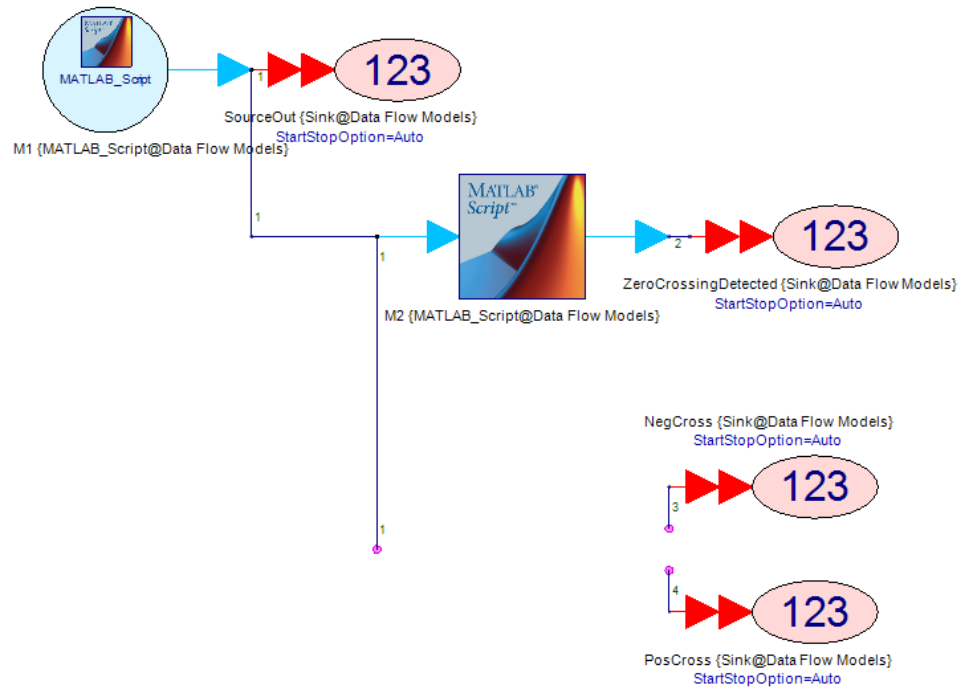 MATLAB
Script
MATLAB_Script
M1 {MATLAB_Script@Data Flow Models}
1
123
SourceOut {Sink@Data Flow Models}
StartStopOption=Auto
1
1
MATLAB®
Script™
M2 {MATLAB_Script@Data Flow Models}
2
123
ZeroCrossingDetected {Sink@Data Flow Models}
StartStopOption=Auto
1
NegCross {Sink@Data Flow Models}
StartStopOption=Auto
3
123
4
123
PosCross {Sink@Data Flow Models}
StartStopOption=Auto